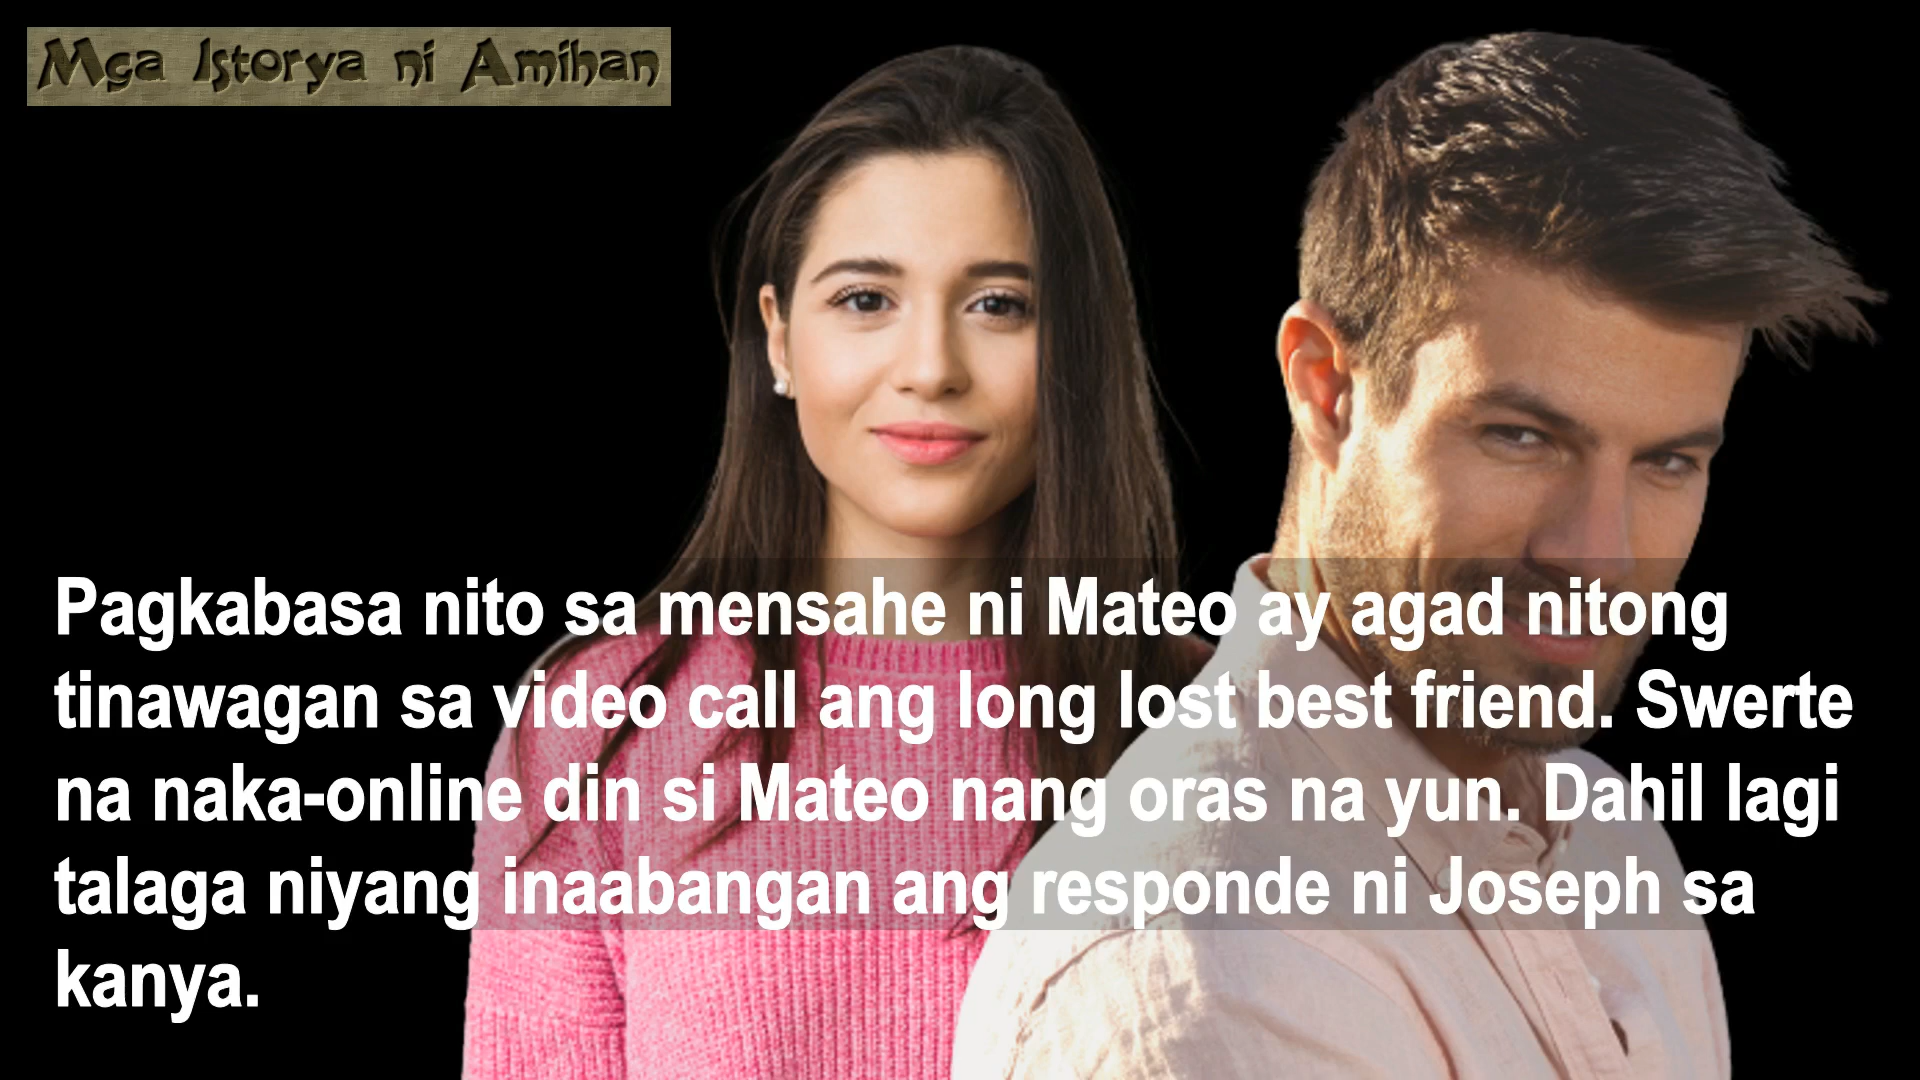 Mga Istorya ni Amihan
Pagkabasa nito sa mensahe ni Mateo ay agad nitong
tinawagan sa video call ang long lost best friend. Swerte
na naka-online din si Mateo nang oras na yun. Dahil lagi
talaga niyang inaabangan ang responde ni Joseph sa
kanya.